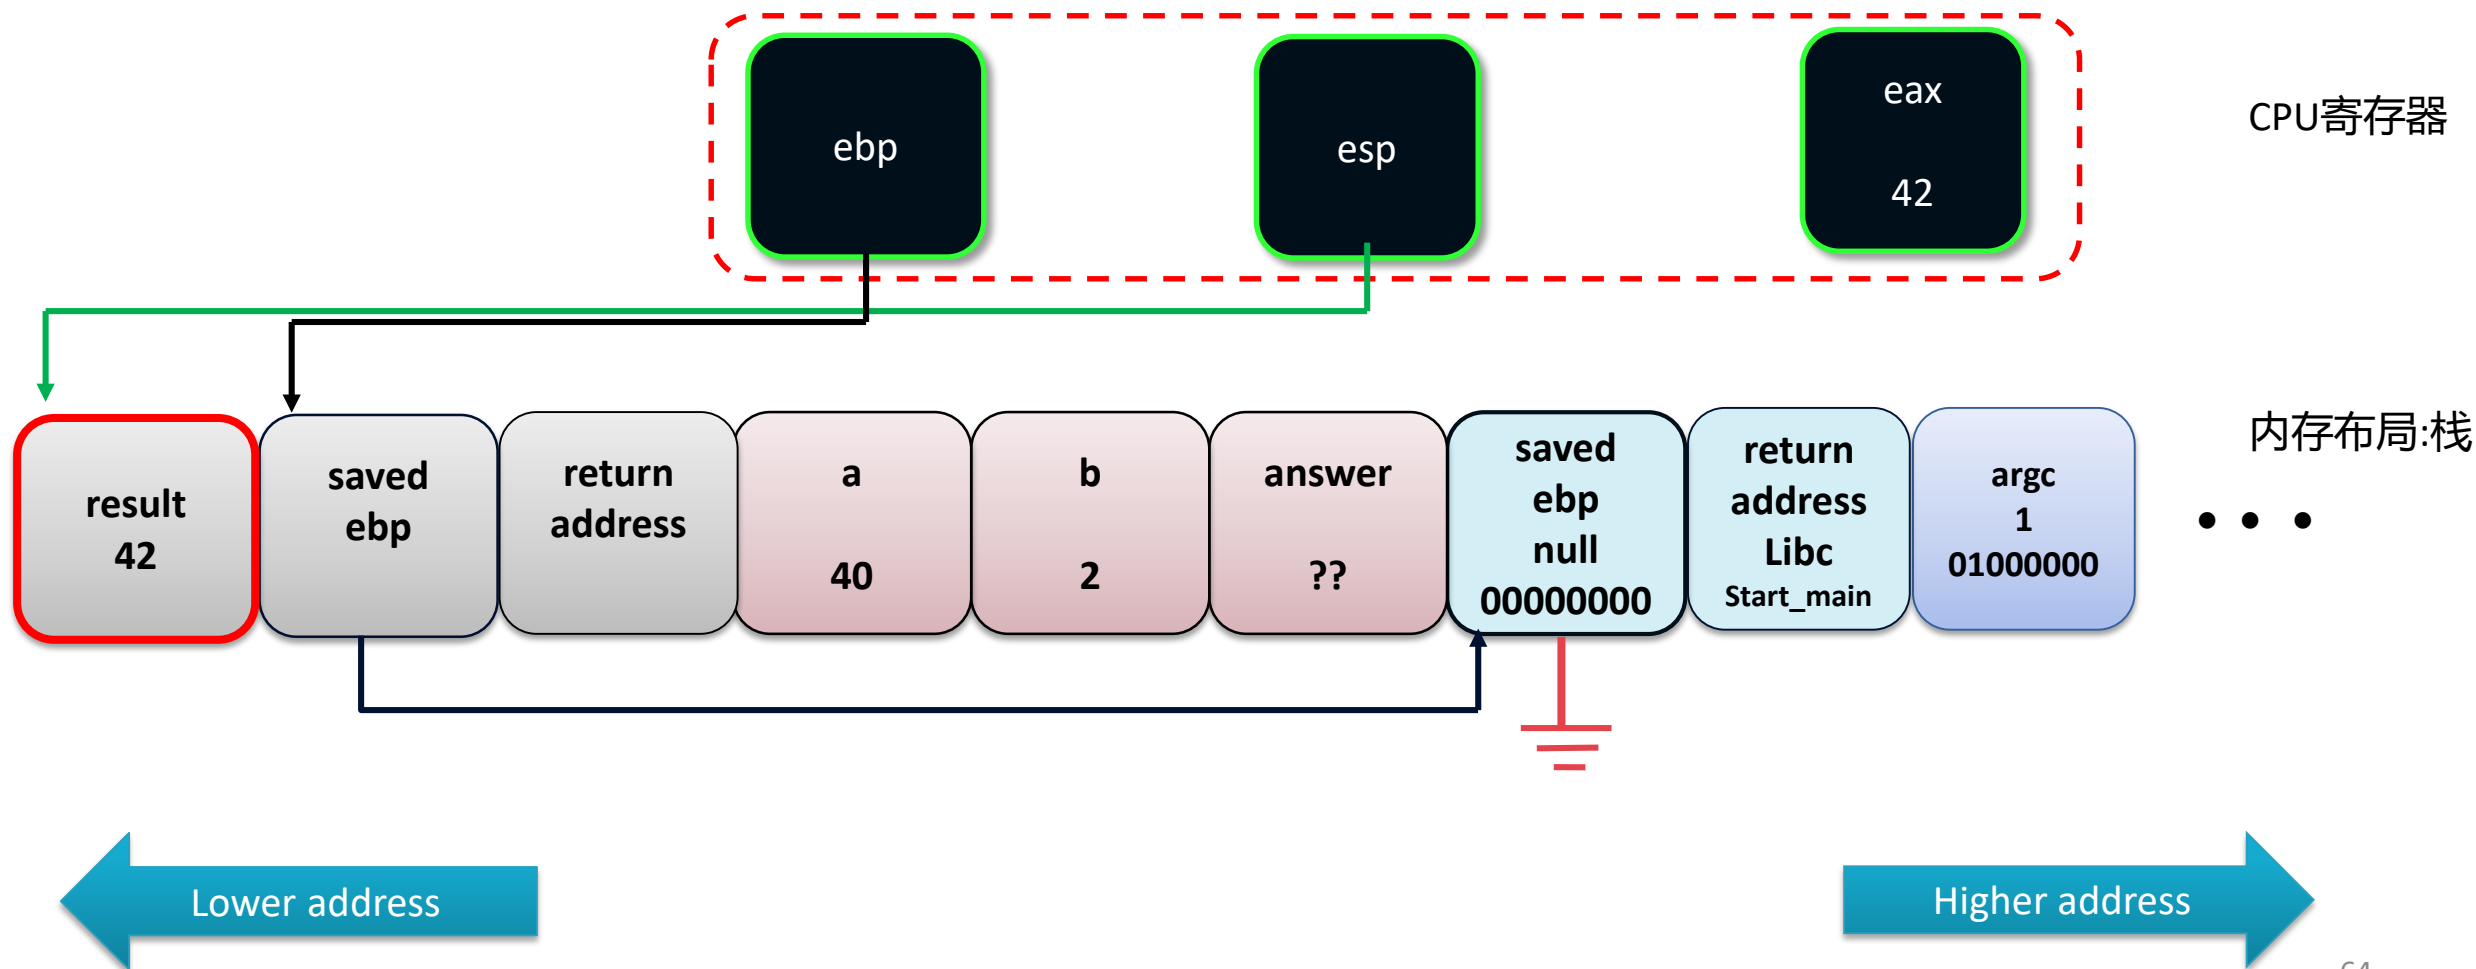 ebp
esp
eax
42
CPU寄存器
内存布局:栈
result
42
saved
ebp
return
address
a
40
b
2
answer
??
saved
ebp
null
00000000
return
address
Libc
Start_main
argc
1
01000000
Lower address
Higher address